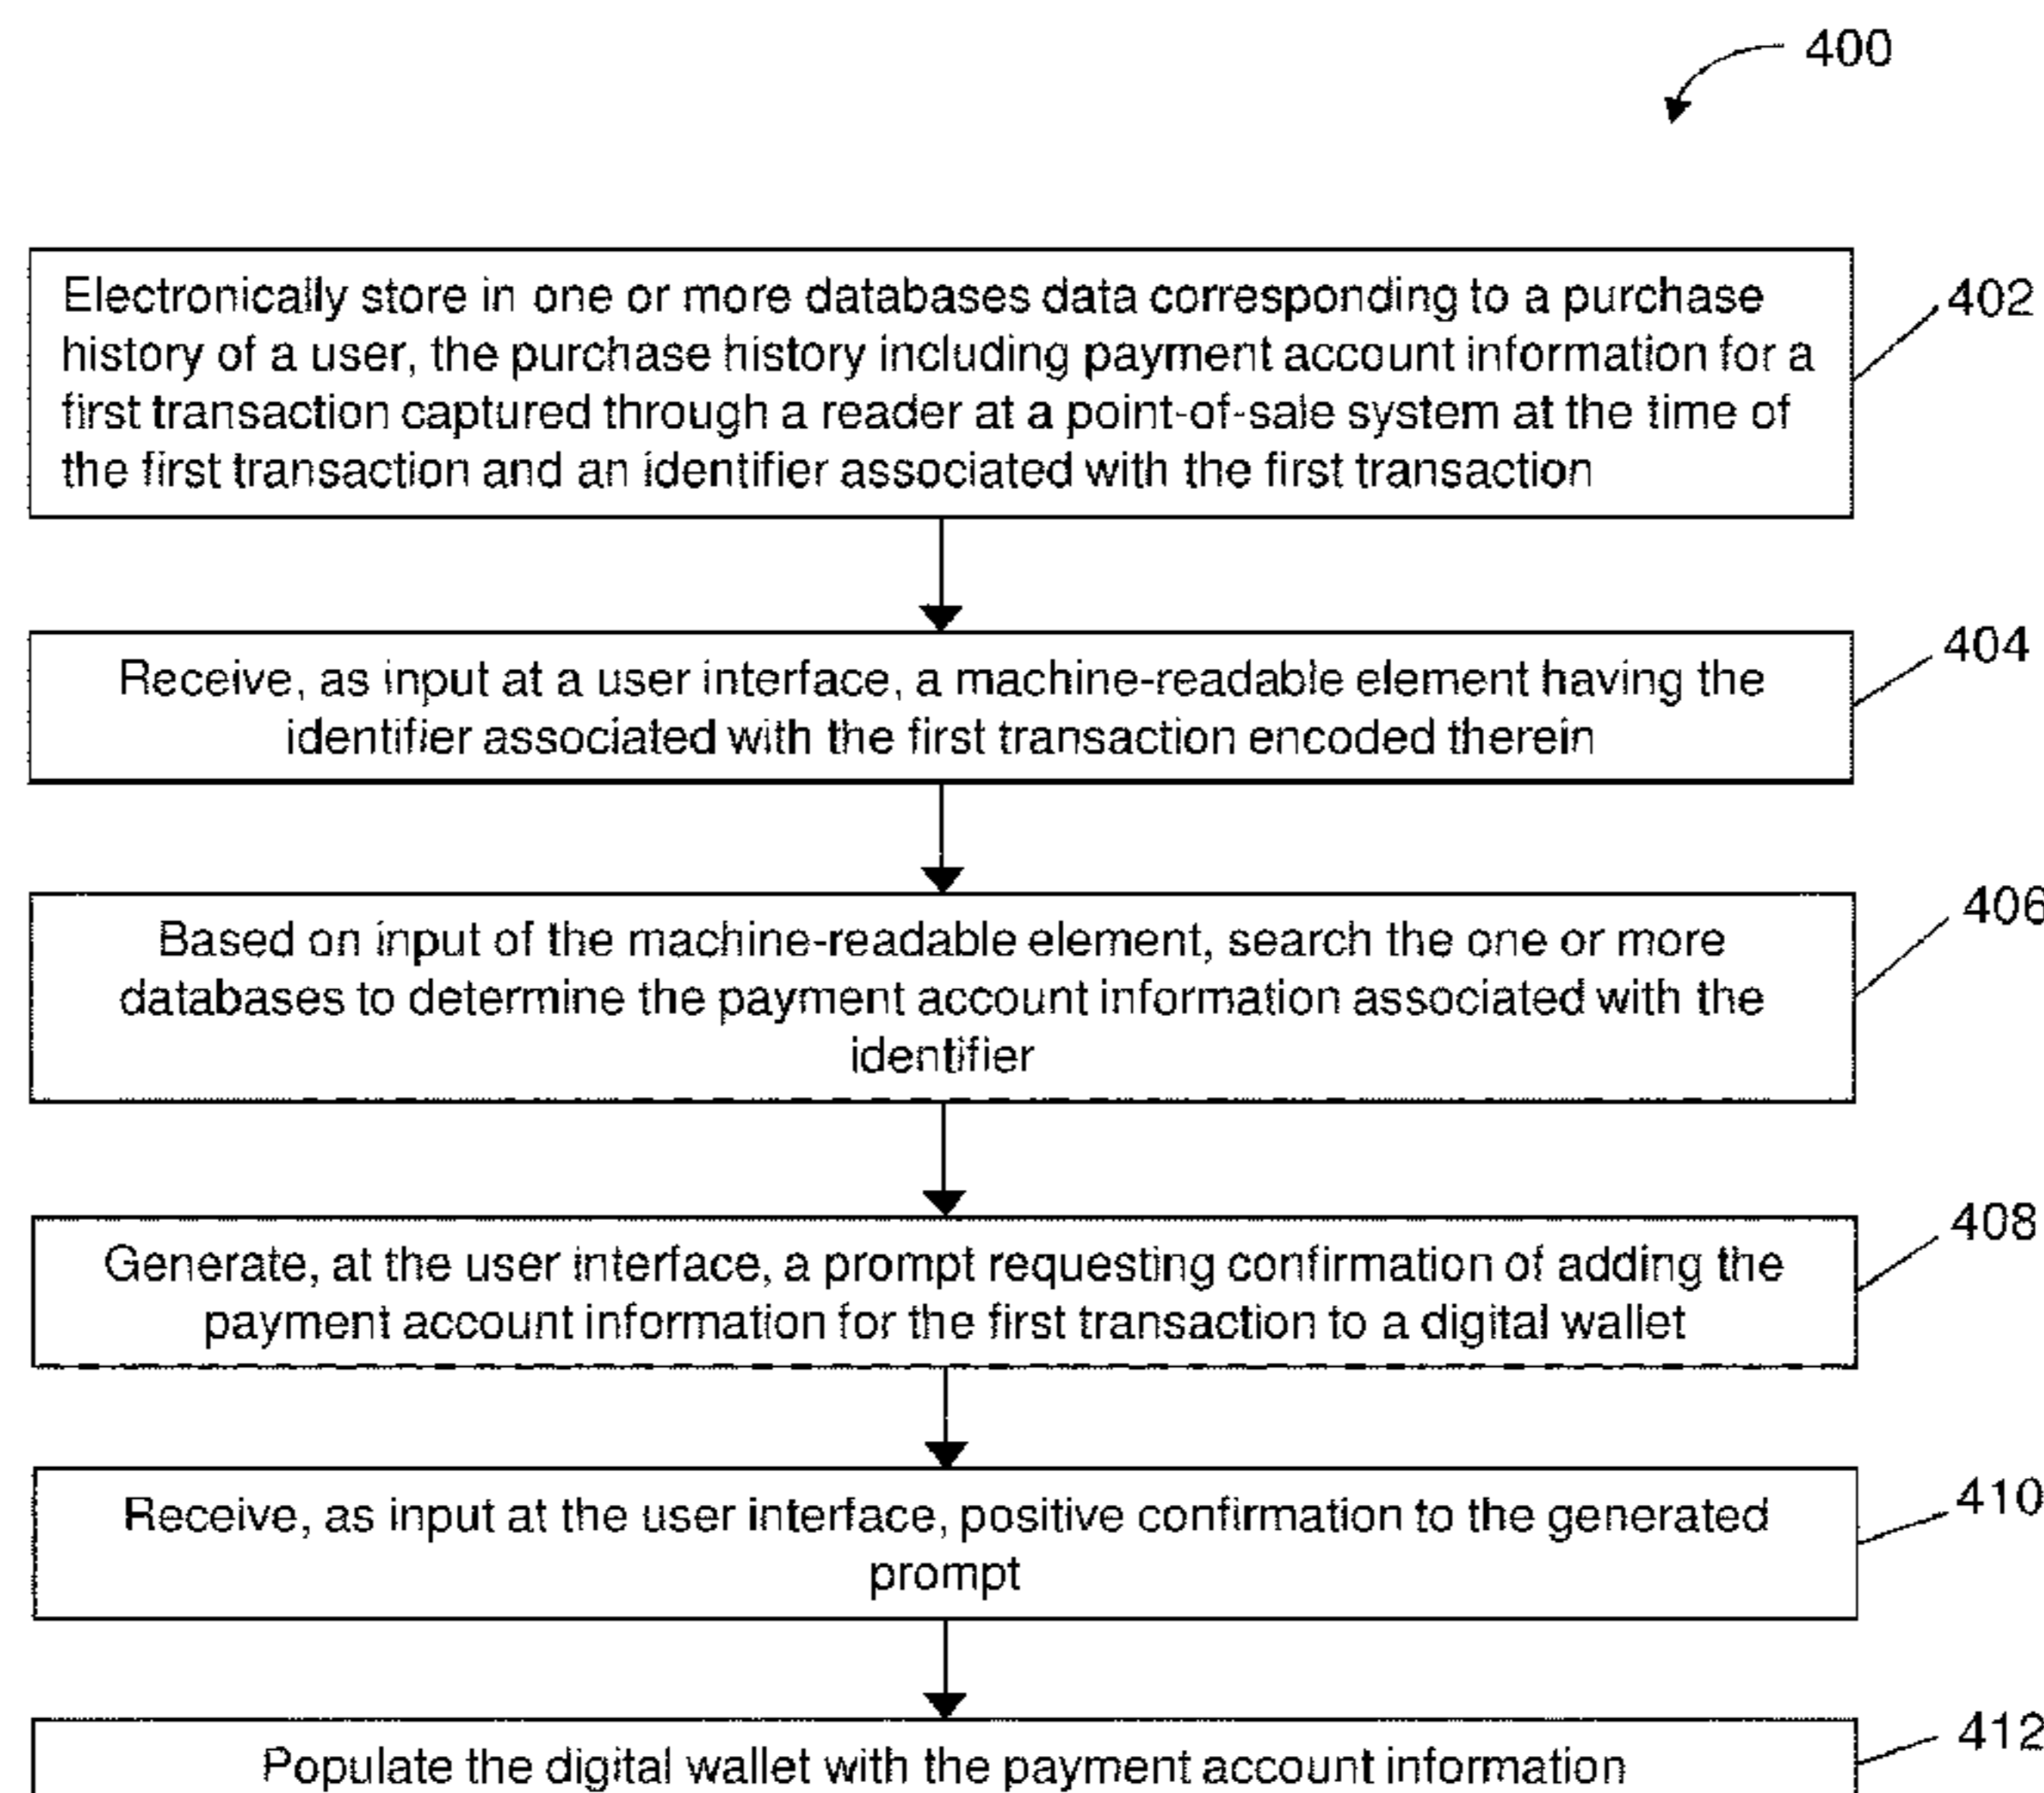 400
Electronically store in one or more databases data corresponding to a purchase
history of a user, the purchase history including payment account information for a
first transaction captured through a reader at a point-of-sale system at the time of
the first transaction and an identifier associated with the first transaction
402
Receive, as input at a user interface, a machine-readable element having the
identifier associated with the first transaction encoded therein
404
Based on input of the machine-readable element, search the one or more
databases to determine the payment account information associated with the
identifier
406
Generate, at the user interface, a prompt requesting confirmation of adding the
payment account information for the first transaction to a digital wallet
408
Receive, as input at the user interface, positive confirmation to the generated
prompt
410
Populate the digital wallet with the payment account information
412